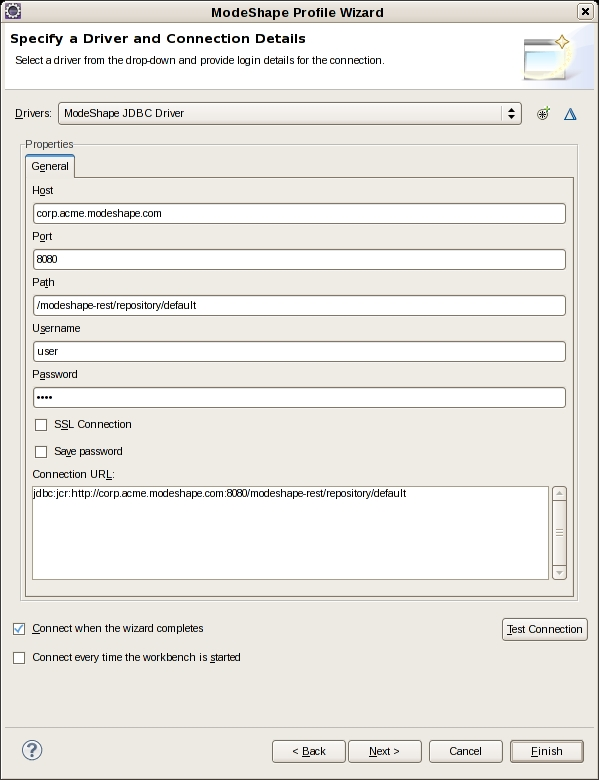 ModeShape Profile Wizard
Specify a Driver and Connection Details
Select a driver from the drop-down and provide login details for the connection.
Drivers: ModeShape JDBC Driver
Properties
General
Host
corp.acme.modeshape.com
Port
8080
Path
/modeshape-rest/repository/default
Username
user
Password
••••
SSL Connection
Save password
Connection URL:
jdbc:jcr:http://corp.acme.modeshape.com:8080/modeshape-rest/repository/default
Connect when the wizard completes
Test Connection
Connect every time the workbench is started
? < Back Next > Cancel Finish